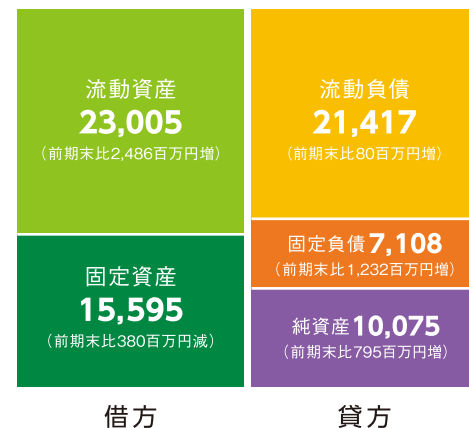 流動資産
23,005
（前期末比2,486百万円増）
固定資産
15,595
（前期末比380百万円減）
借方
流動負債
21,417
（前期末比80百万円増）
固定負債7,108
（前期末比1,232百万円増）
純資産10,075
（前期末比795百万円増）
貸方